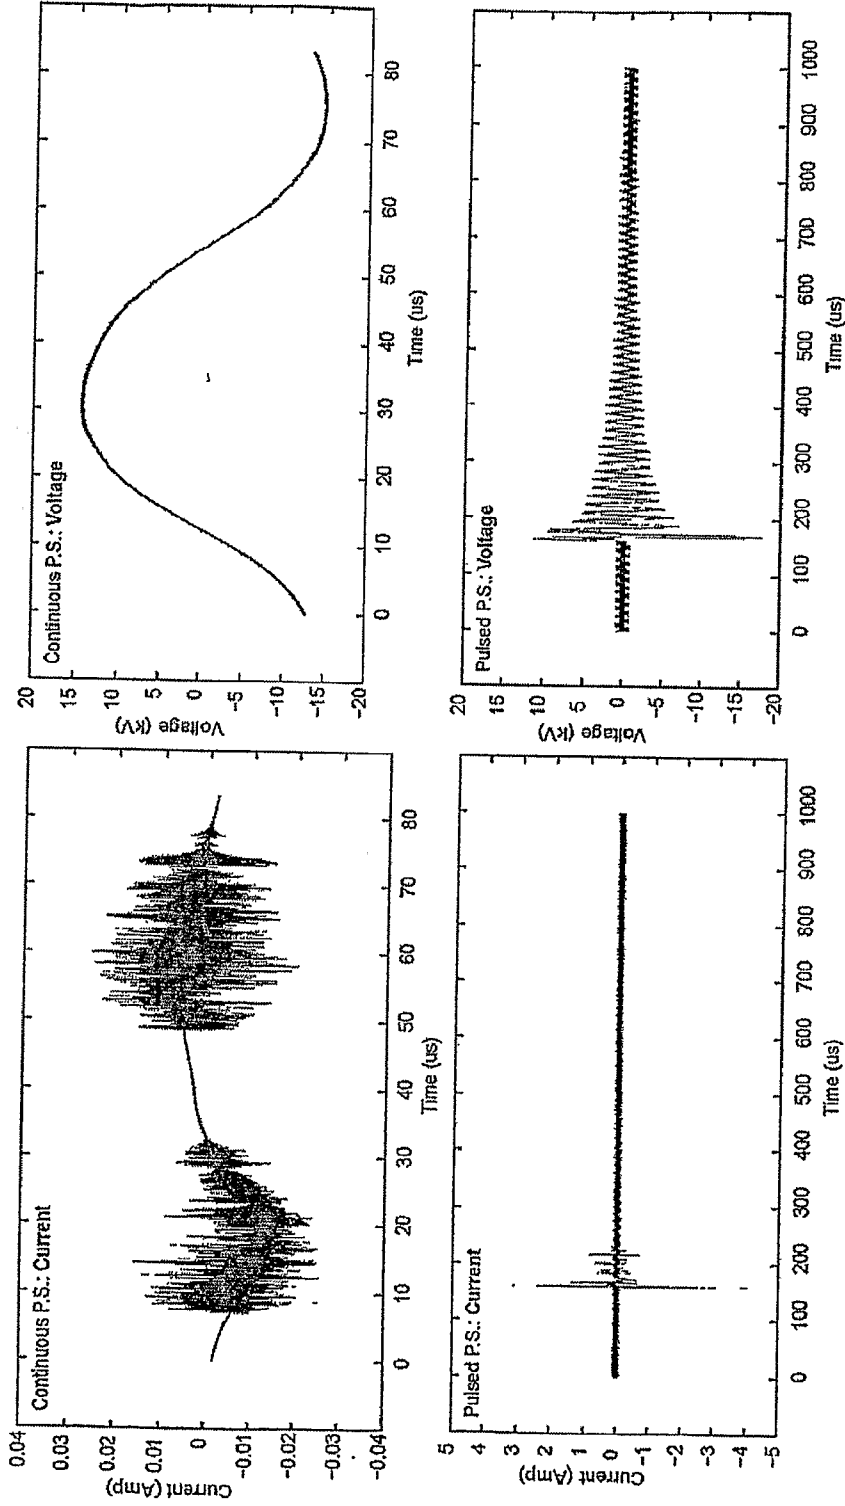 Continuous P.S.: Current
0.04
0.03
0.02
0.01
0
-0.01
-0.02
-0.03
-0.04
Current (Amp)
0 10 20 30 40 50 60 70 80
Time (us)
Continuous P.S.: Voltage
20
15
10
5
0
-5
-10
-15
-20
Voltage (kV)
0 10 20 30 40 50 60 70 80
Time (us)
Pulsed P.S.: Current
5
4
3
2
1
0
-1
-2
-3
-4
-5
Current (Amp)
0 100 200 300 400 500 600 700 800 900 1000
Time (us)
Pulsed P.S.: Voltage
20
15
10
5
0
-5
-10
-15
-20
Voltage (kV)
0 100 200 300 400 500 600 700 800 900 1000
Time (us)